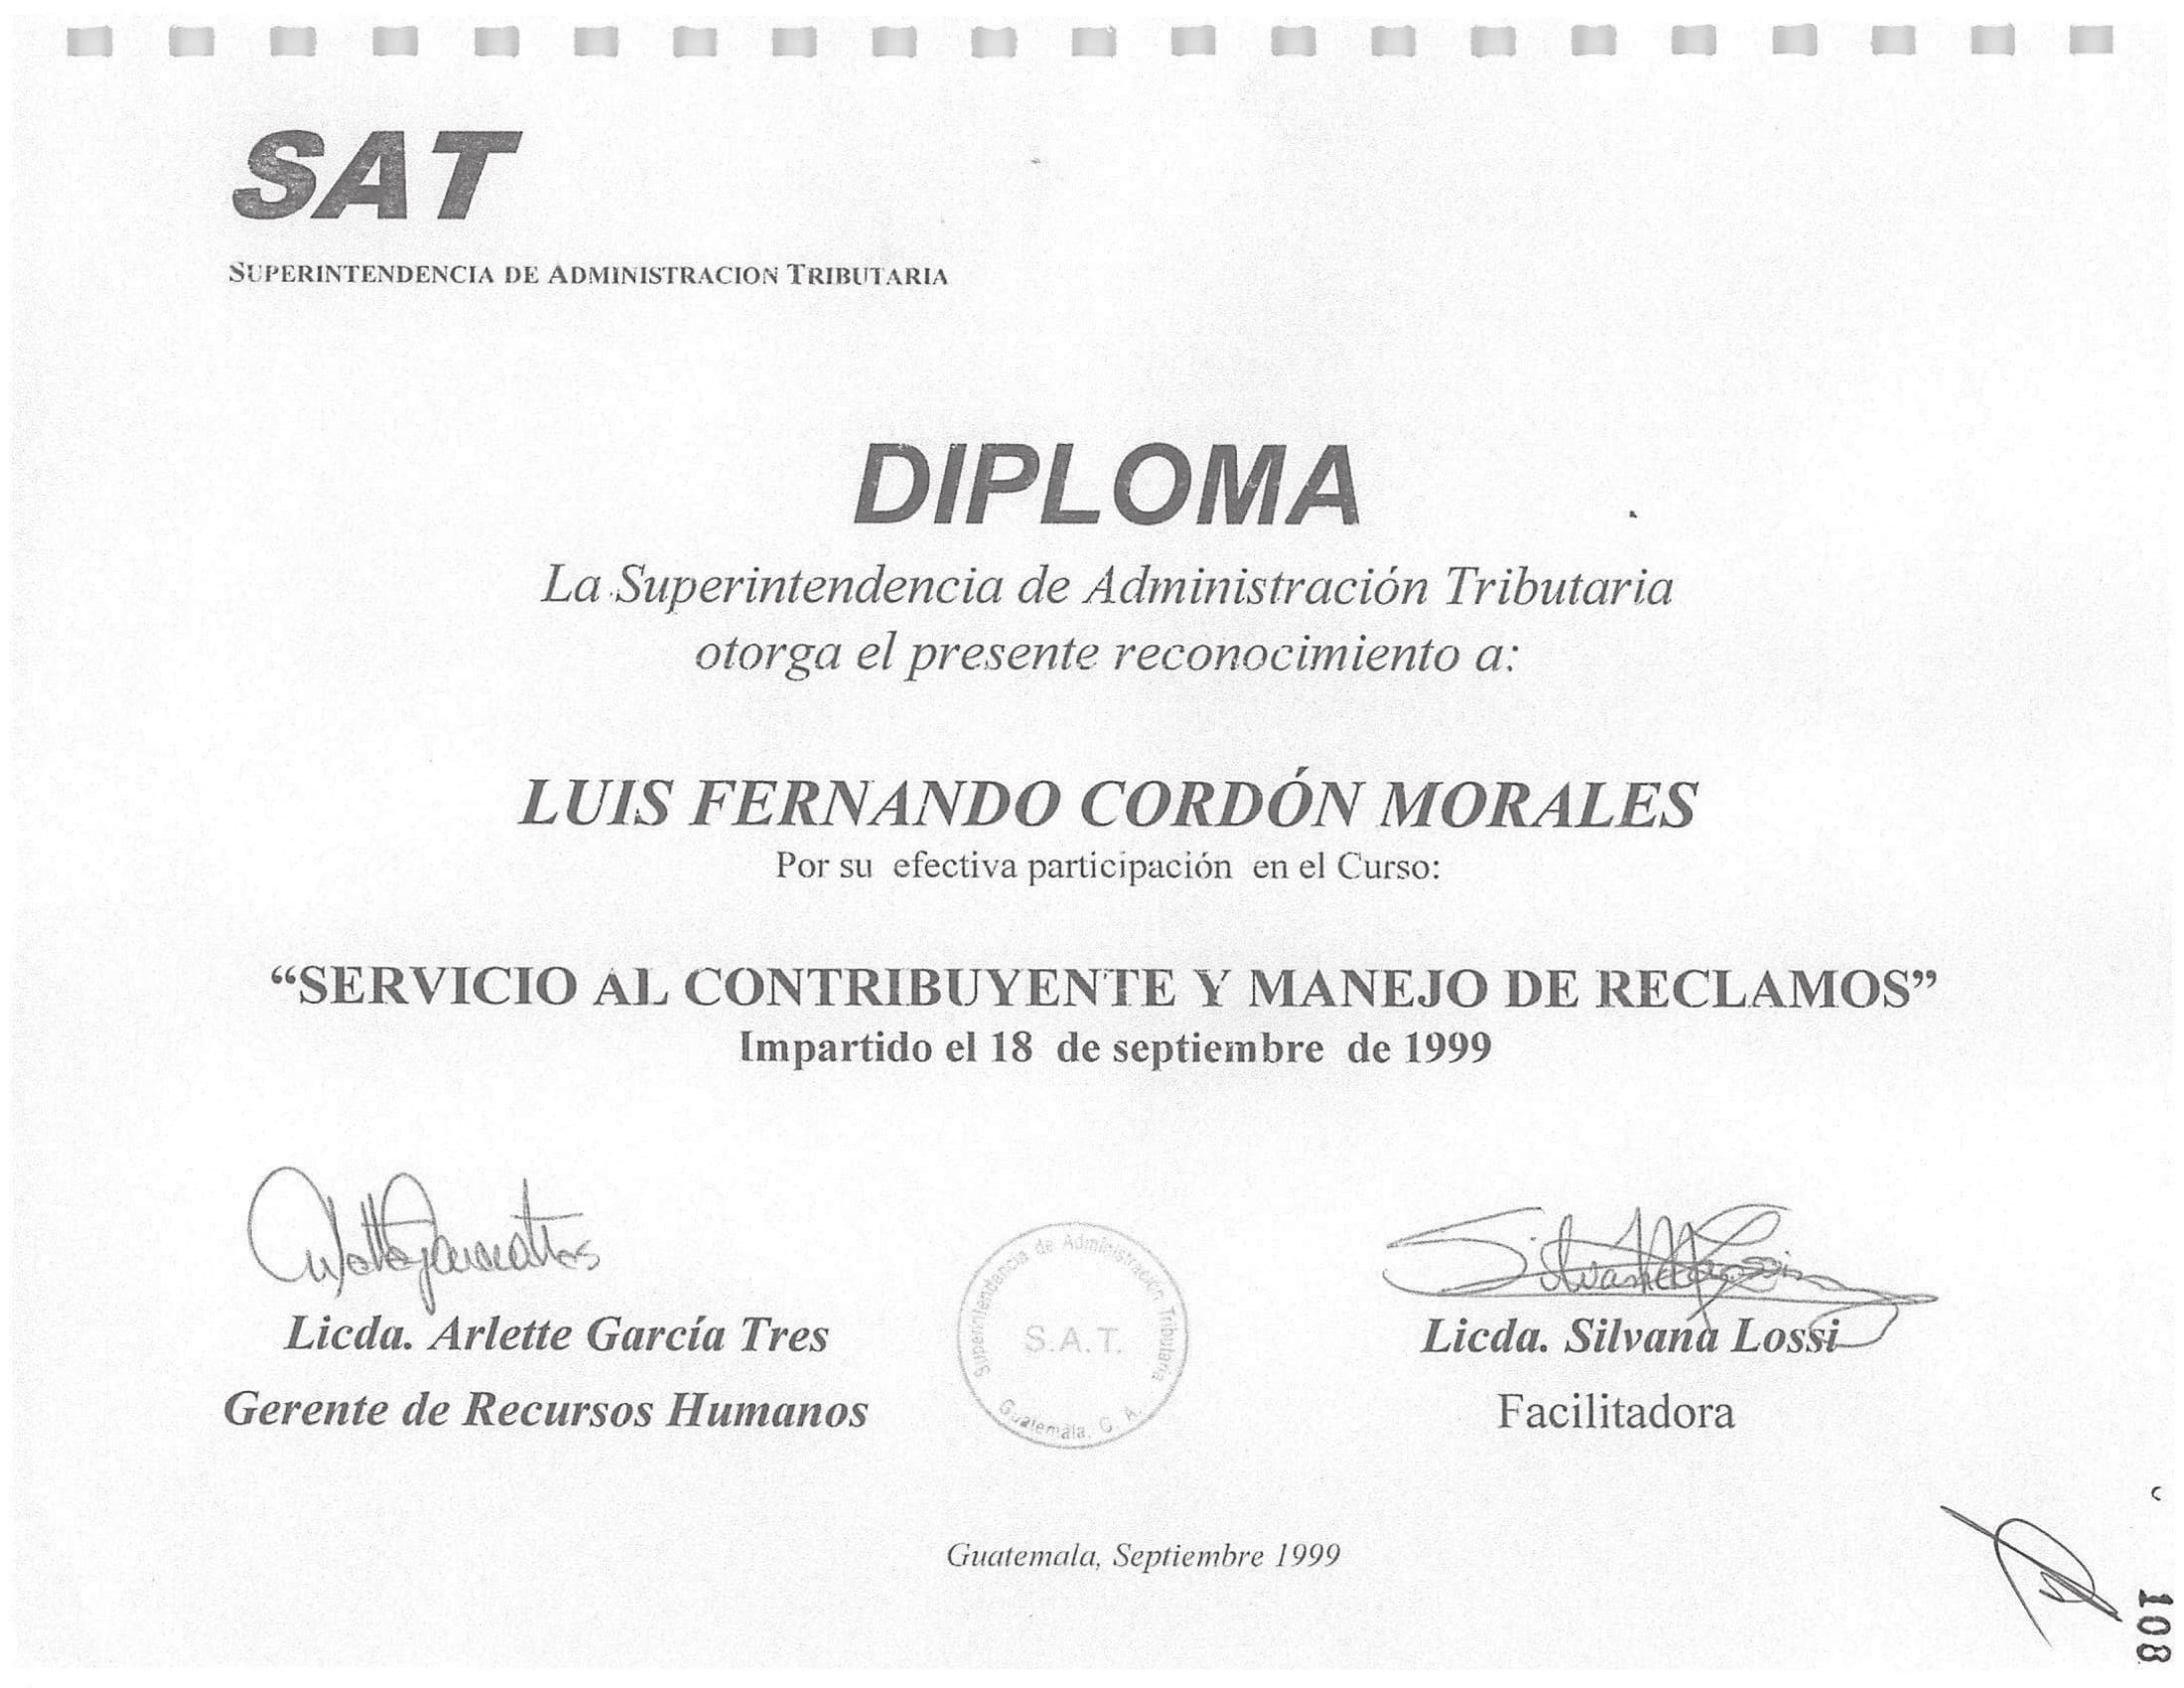 SAT
SUPERINTENDENCIA DE ADMINISTRACION TRIBUTARIA
DIPLOMA
La Superintendencia de Administración Tributaria
otorga el presente reconocimiento a:
LUIS FERNANDO CORDÓN MORALES
Por su efectiva participación en el Curso:
“SERVICIO AL CONTRIBUYENTE Y MANEJO DE RECLAMOS”
Impartido el 18 de septiembre de 1999
Licda. Arlette García Tres
Gerente de Recursos Humanos
Superintendencia de Administración Tributaria
S.A.T.
Guatemala, C. A.
Licda. Silvana Lossi
Facilitadora
Guatemala, Septiembre 1999
108